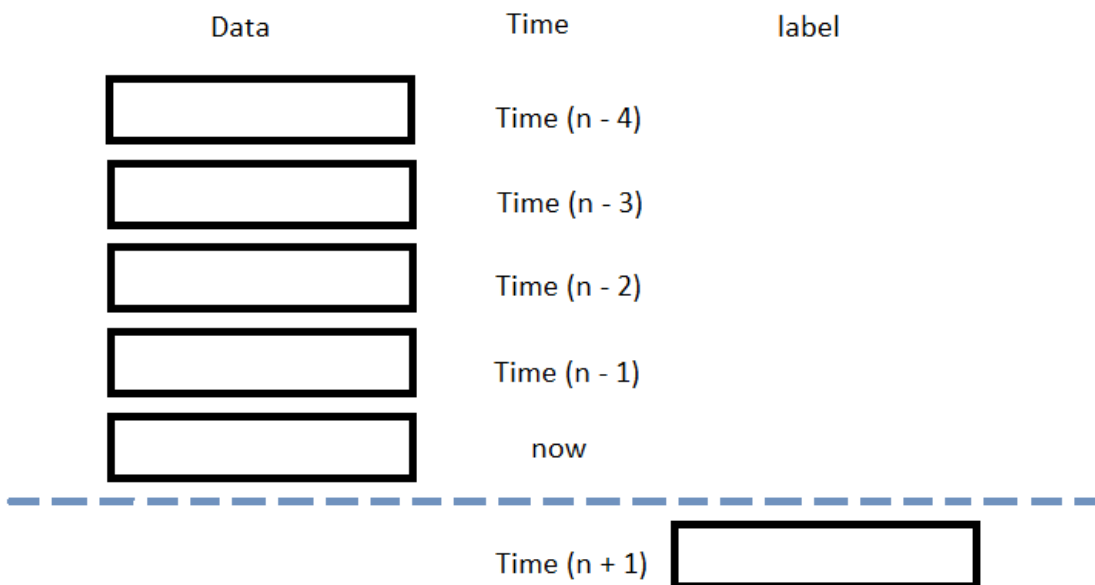 Data Time label
Time (n - 4)
Time (n - 3)
Time (n - 2)
Time (n - 1)
now
Time (n + 1)